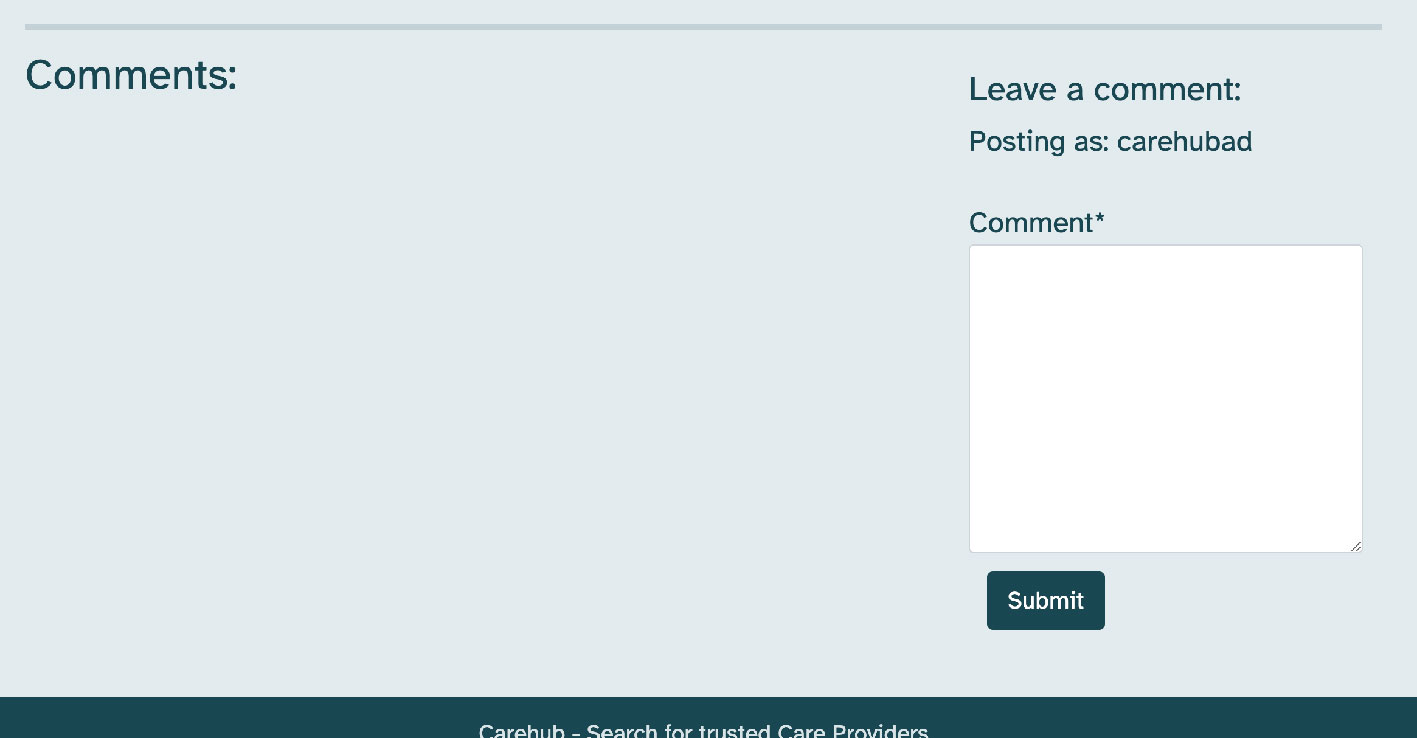 Comments:
Leave a comment:
Posting as: carehubad
Comment*
Submit
Carehub - Search for trusted Care Providers